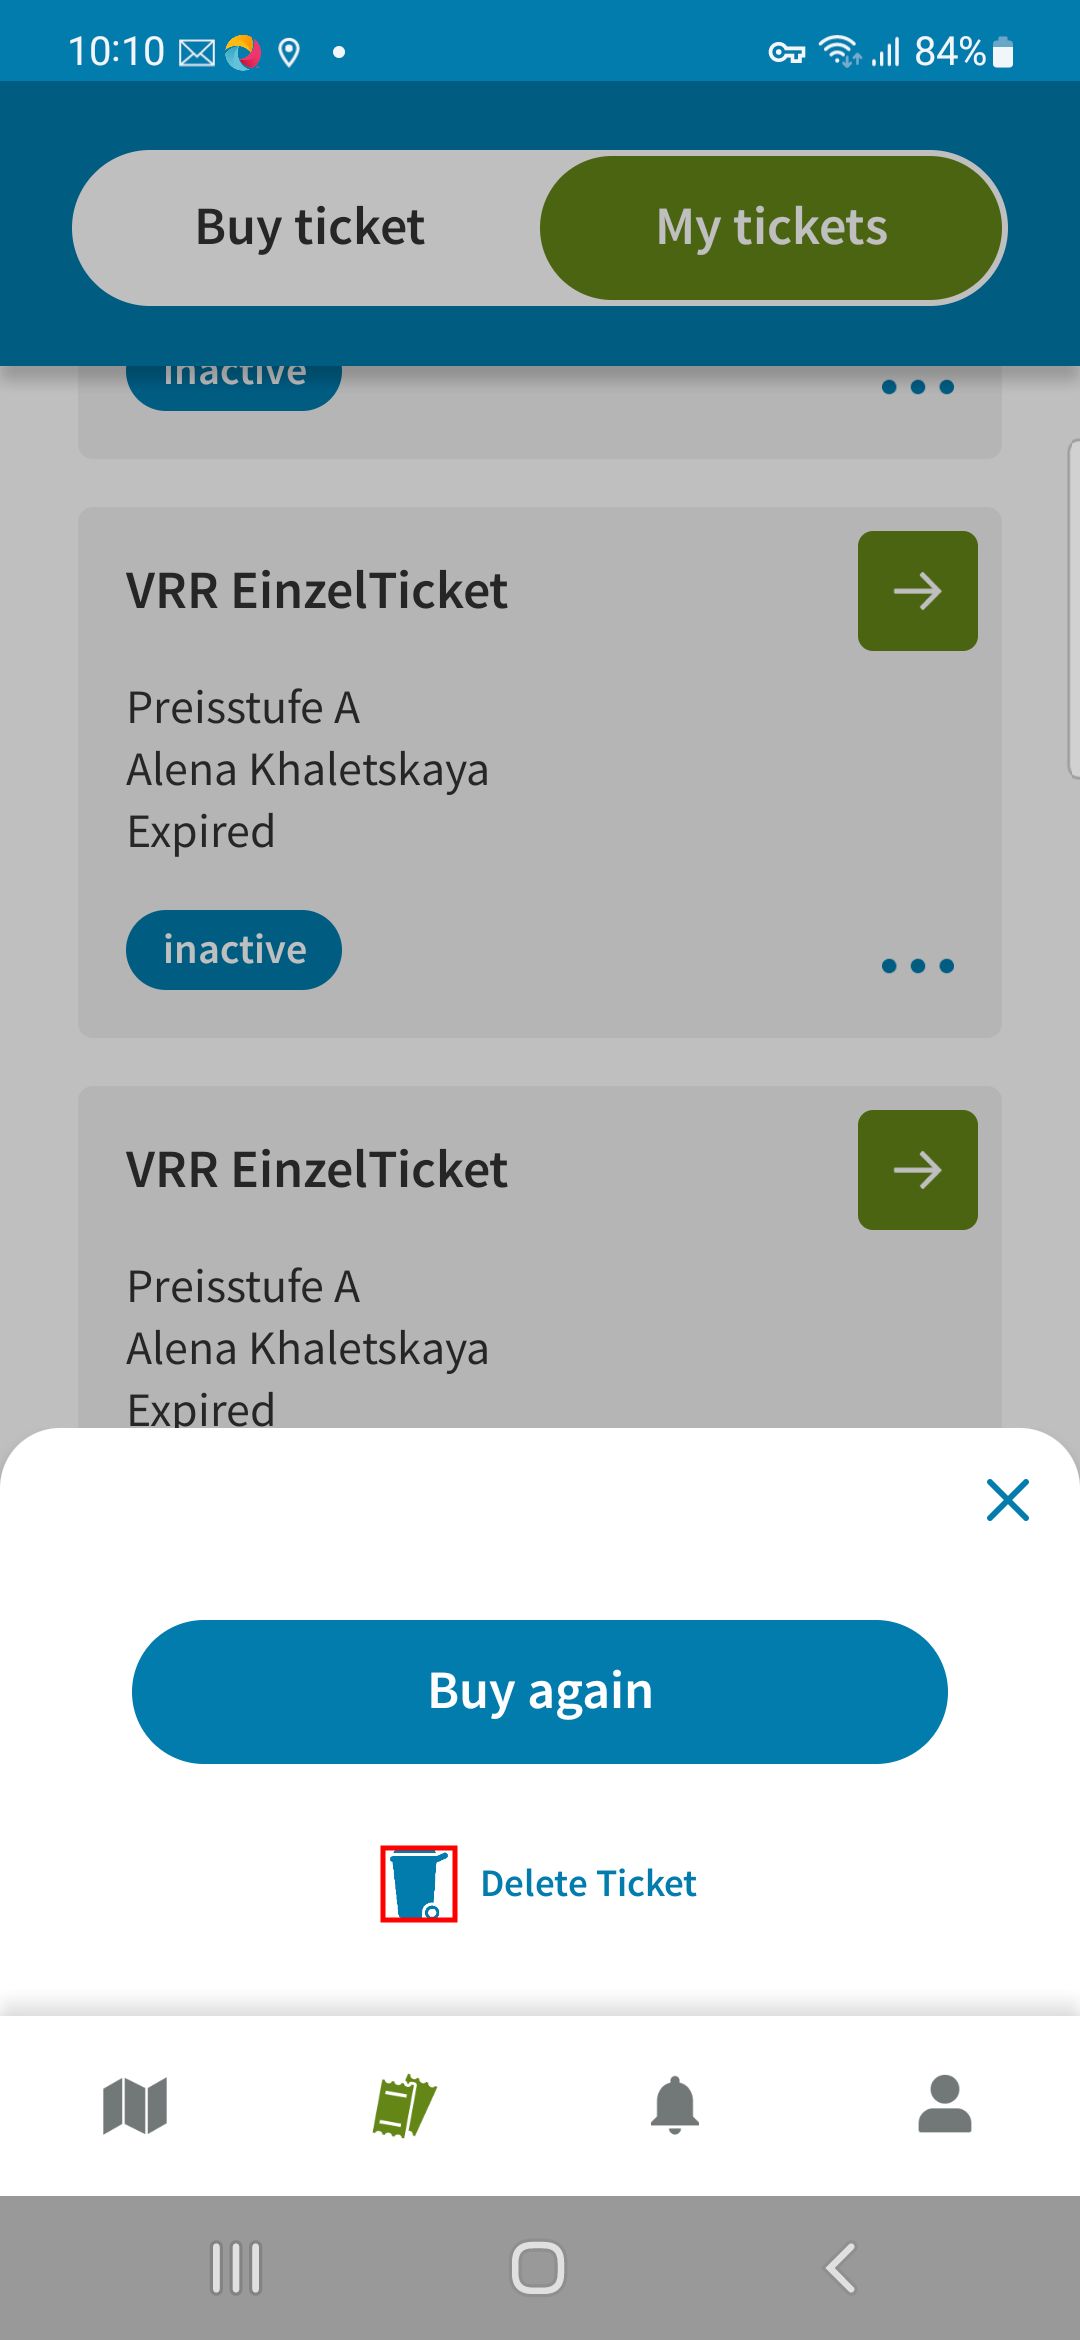 10:10
84%
Buy ticket
My tickets
inactive
VRR EinzelTicket
Preisstufe A
Alena Khaletskaya
Expired
inactive
VRR EinzelTicket
Preisstufe A
Alena Khaletskaya
Expired
Buy again
Delete Ticket